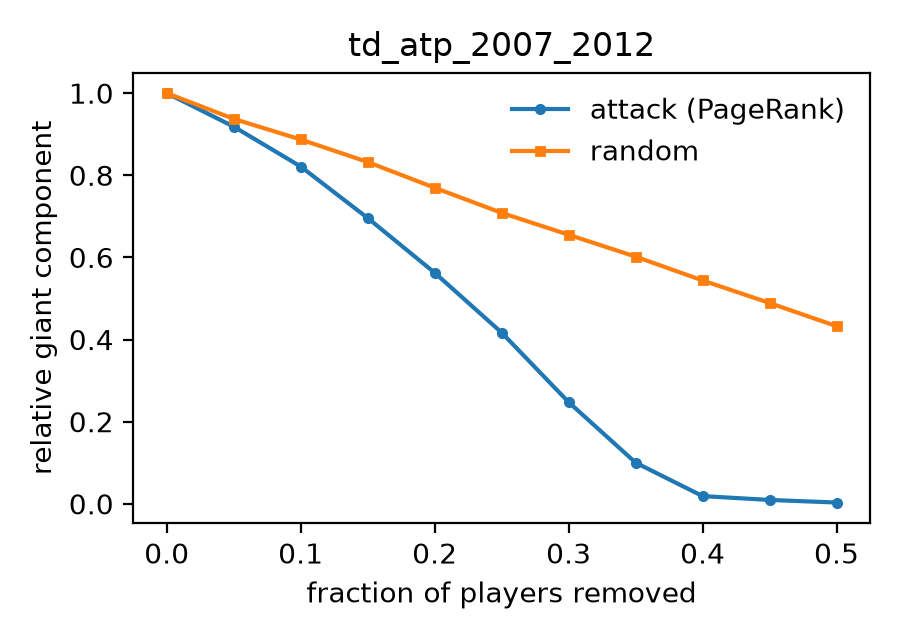 td_atp_2007_2012
attack (PageRank)
random
relative giant component
1.0
0.8
0.6
0.4
0.2
0.0
0.0 0.1 0.2 0.3 0.4 0.5
fraction of players removed